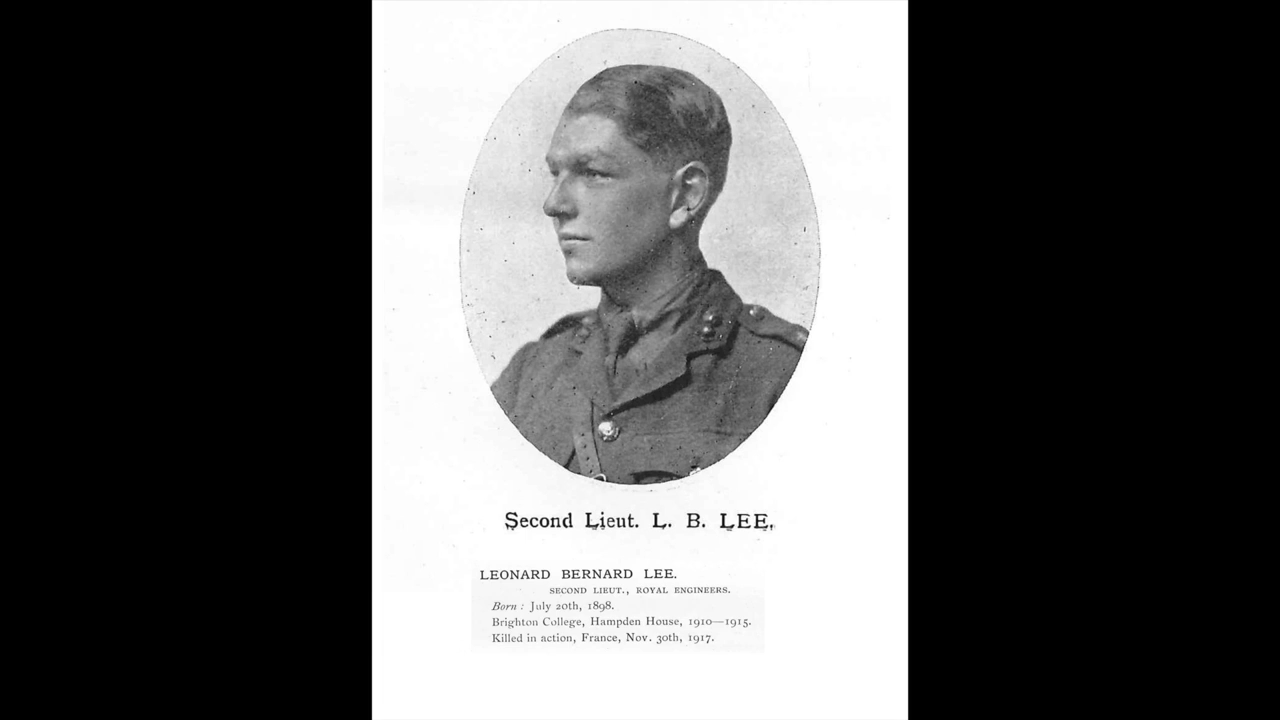 Second Lieut. L. B. LEE.
LEONARD BERNARD LEE.
SECOND LIEUT., ROYAL ENGINEERS.
Born : July 20th, 1898.
Brighton College, Hampden House, 1910—1915.
Killed in action, France, Nov. 30th, 1917.